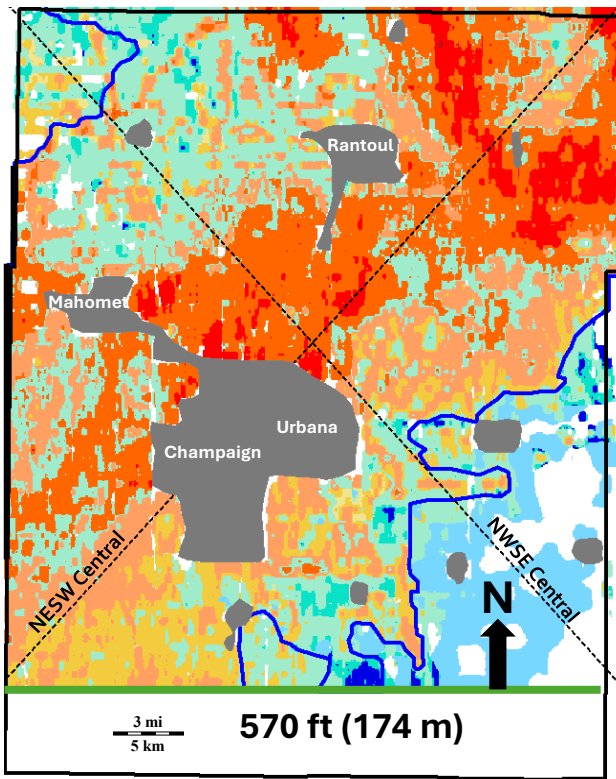 Rantoul
Mahomet
Urbana
Champaign
NESW Central
NWSE Central
N
3 mi
5 km
570 ft (174 m)